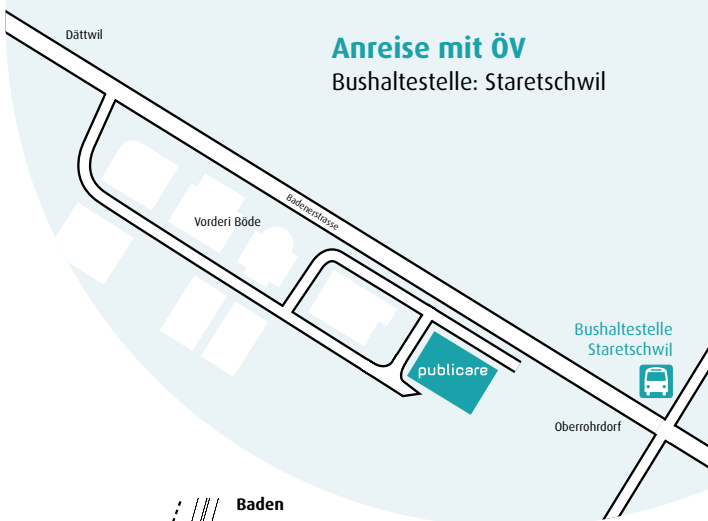 Dättwil
Anreise mit ÖV
Bushaltestelle: Staretschwil
Badenerstrasse
Vorderi Böde
Bushaltestelle
Staretschwil
publicare
Oberrohrdorf
Baden